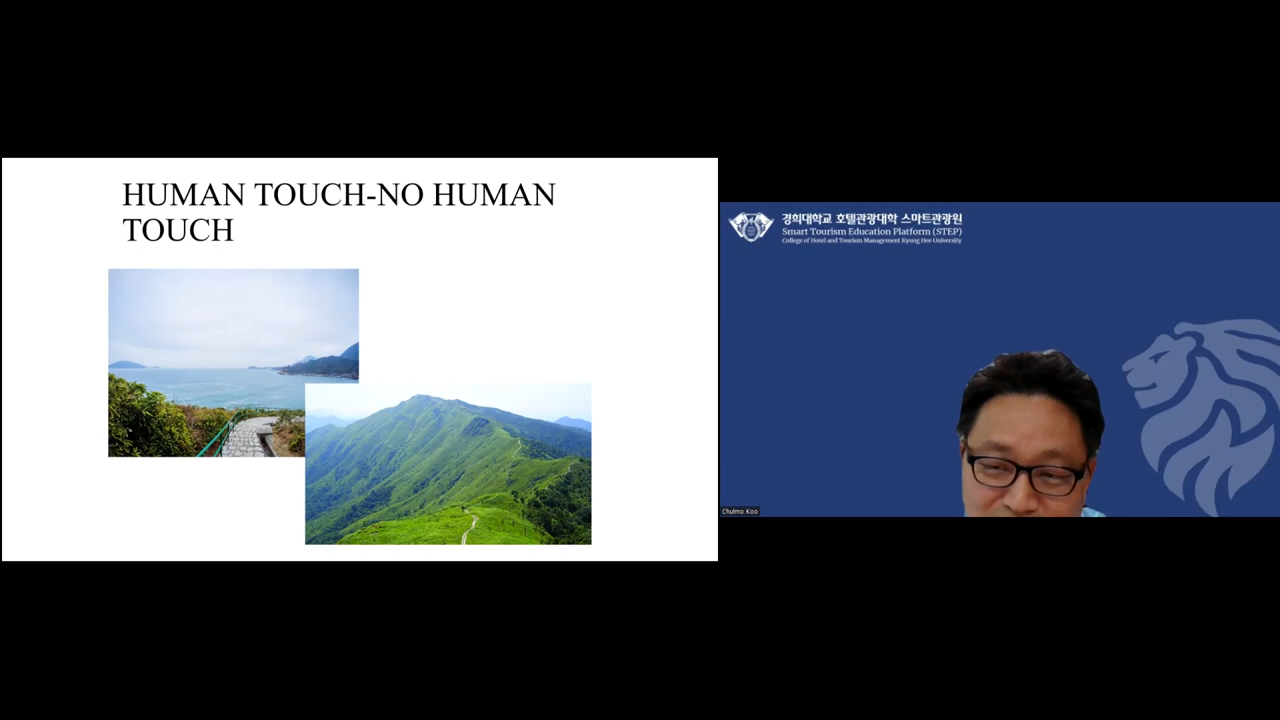 HUMAN TOUCH-NO HUMAN
TOUCH
경희대학교 호텔관광대학 스마트관광원
Smart Tourism Education Platform (STEP)
College of Hotel and Tourism Management Kyung Hee University
Chulmo Koo